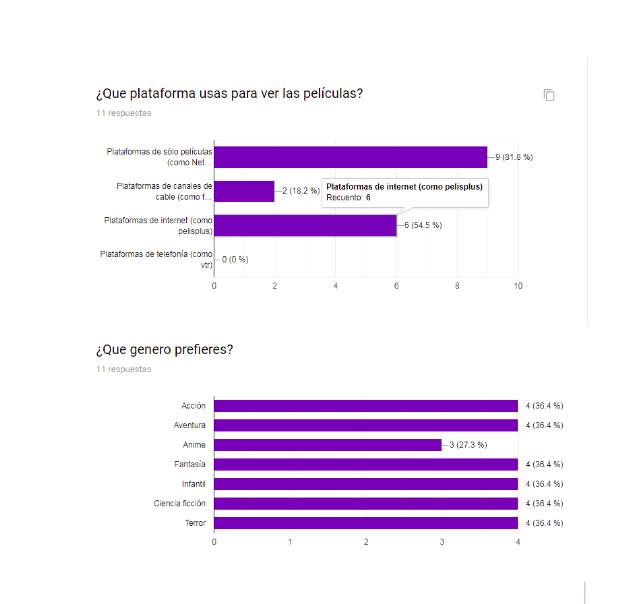 ¿Que plataforma usas para ver las películas?
11 respuestas
Plataformas de sólo películas
(como Net...
9 (81.8 %)
Plataformas de canales de
cable (como f...
2 (18.2 %)
Plataformas de internet (como pelisplus)
Recuento: 6
Plataformas de internet (como
pelisplus)
6 (54.5 %)
Plataformas de telefonía (como
vtr)
0 (0 %)
0 2 4 6 8 10
¿Que genero prefieres?
11 respuestas
Acción 4 (36.4 %)
Aventura 4 (36.4 %)
Anime 3 (27.3 %)
Fantasía 4 (36.4 %)
Infantil 4 (36.4 %)
Ciencia ficción 4 (36.4 %)
Terror 4 (36.4 %)
0 1 2 3 4